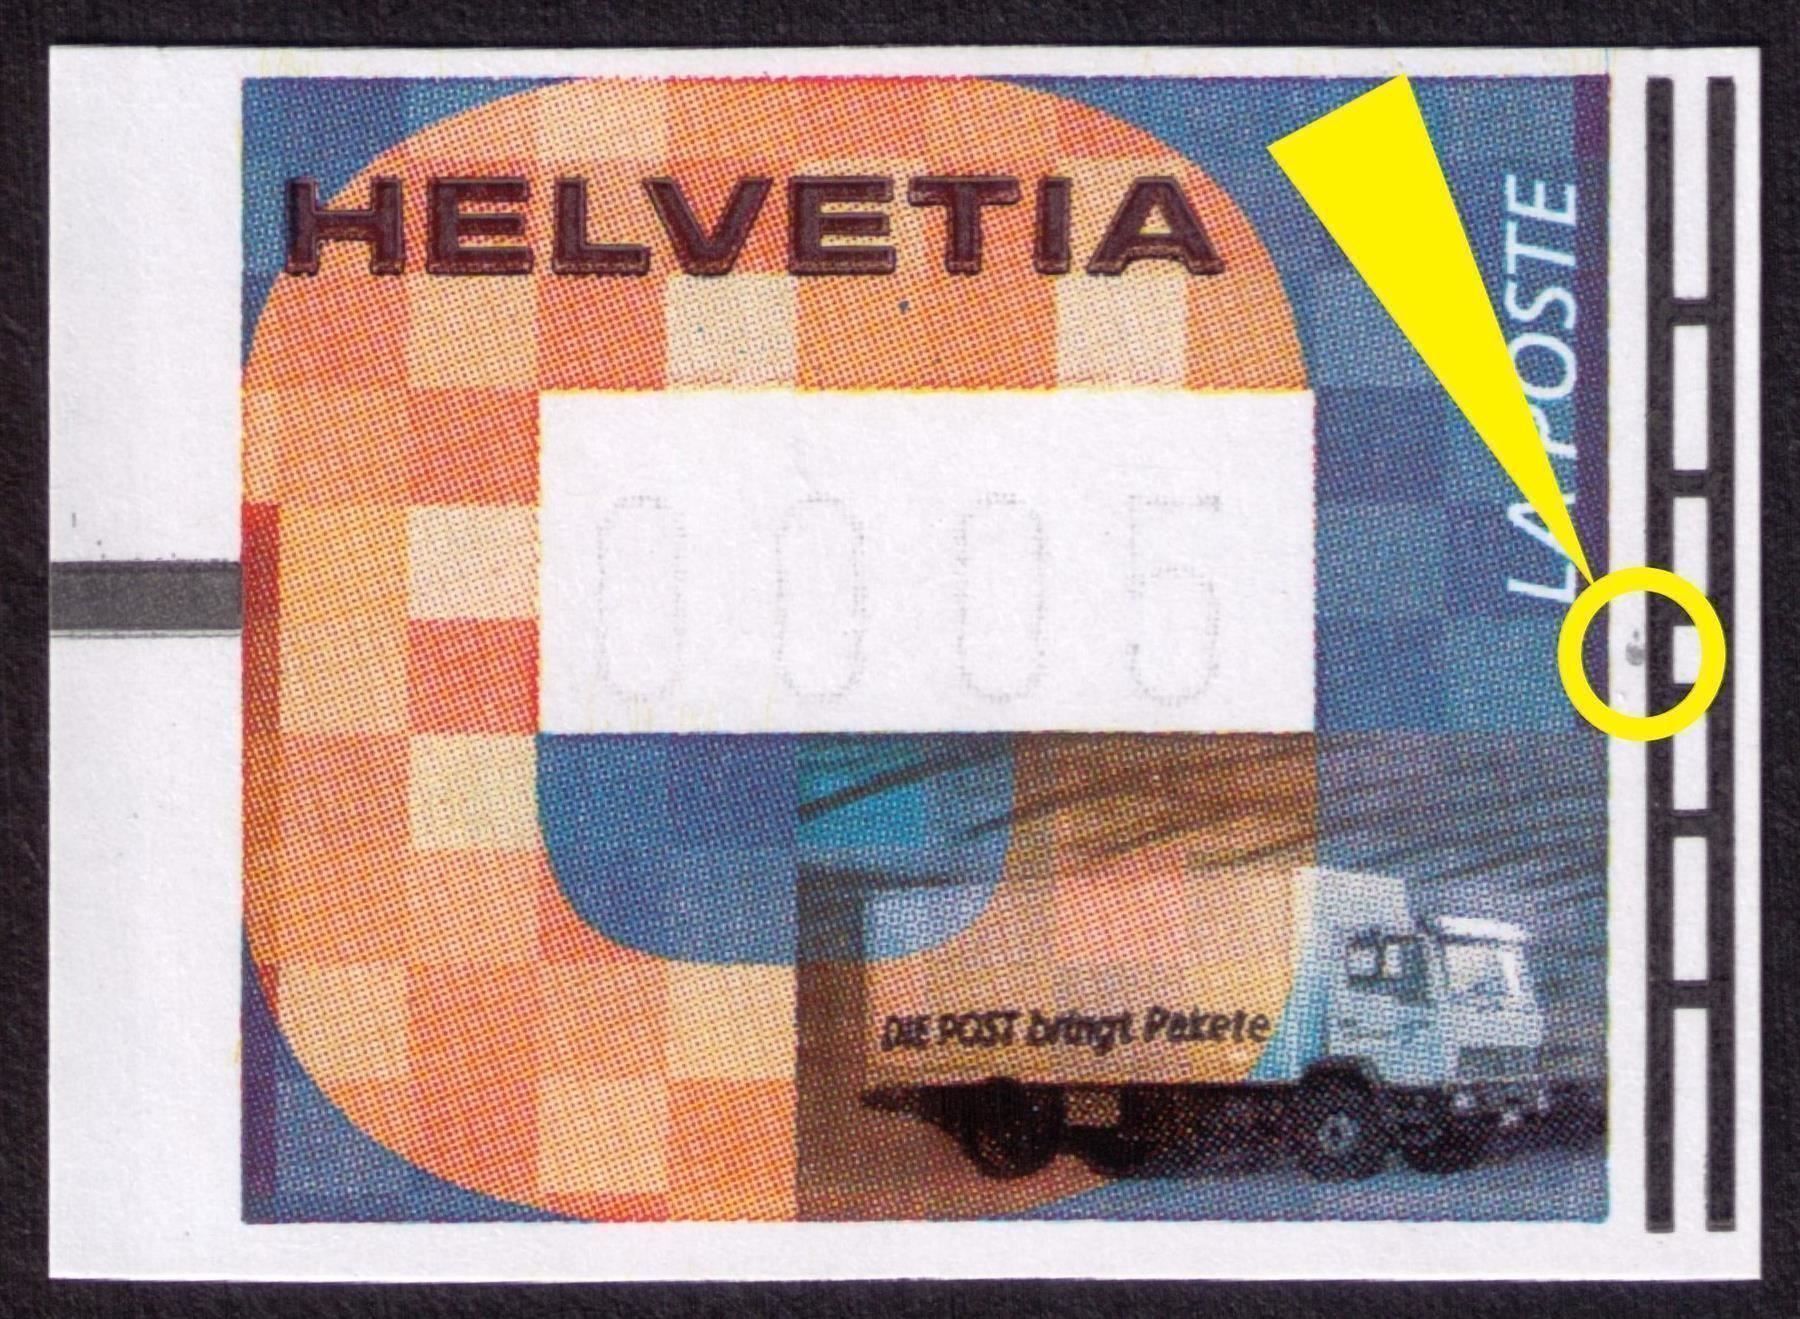 HELVETIA
LA POSTE
0005
DIE POST bringt Pakete